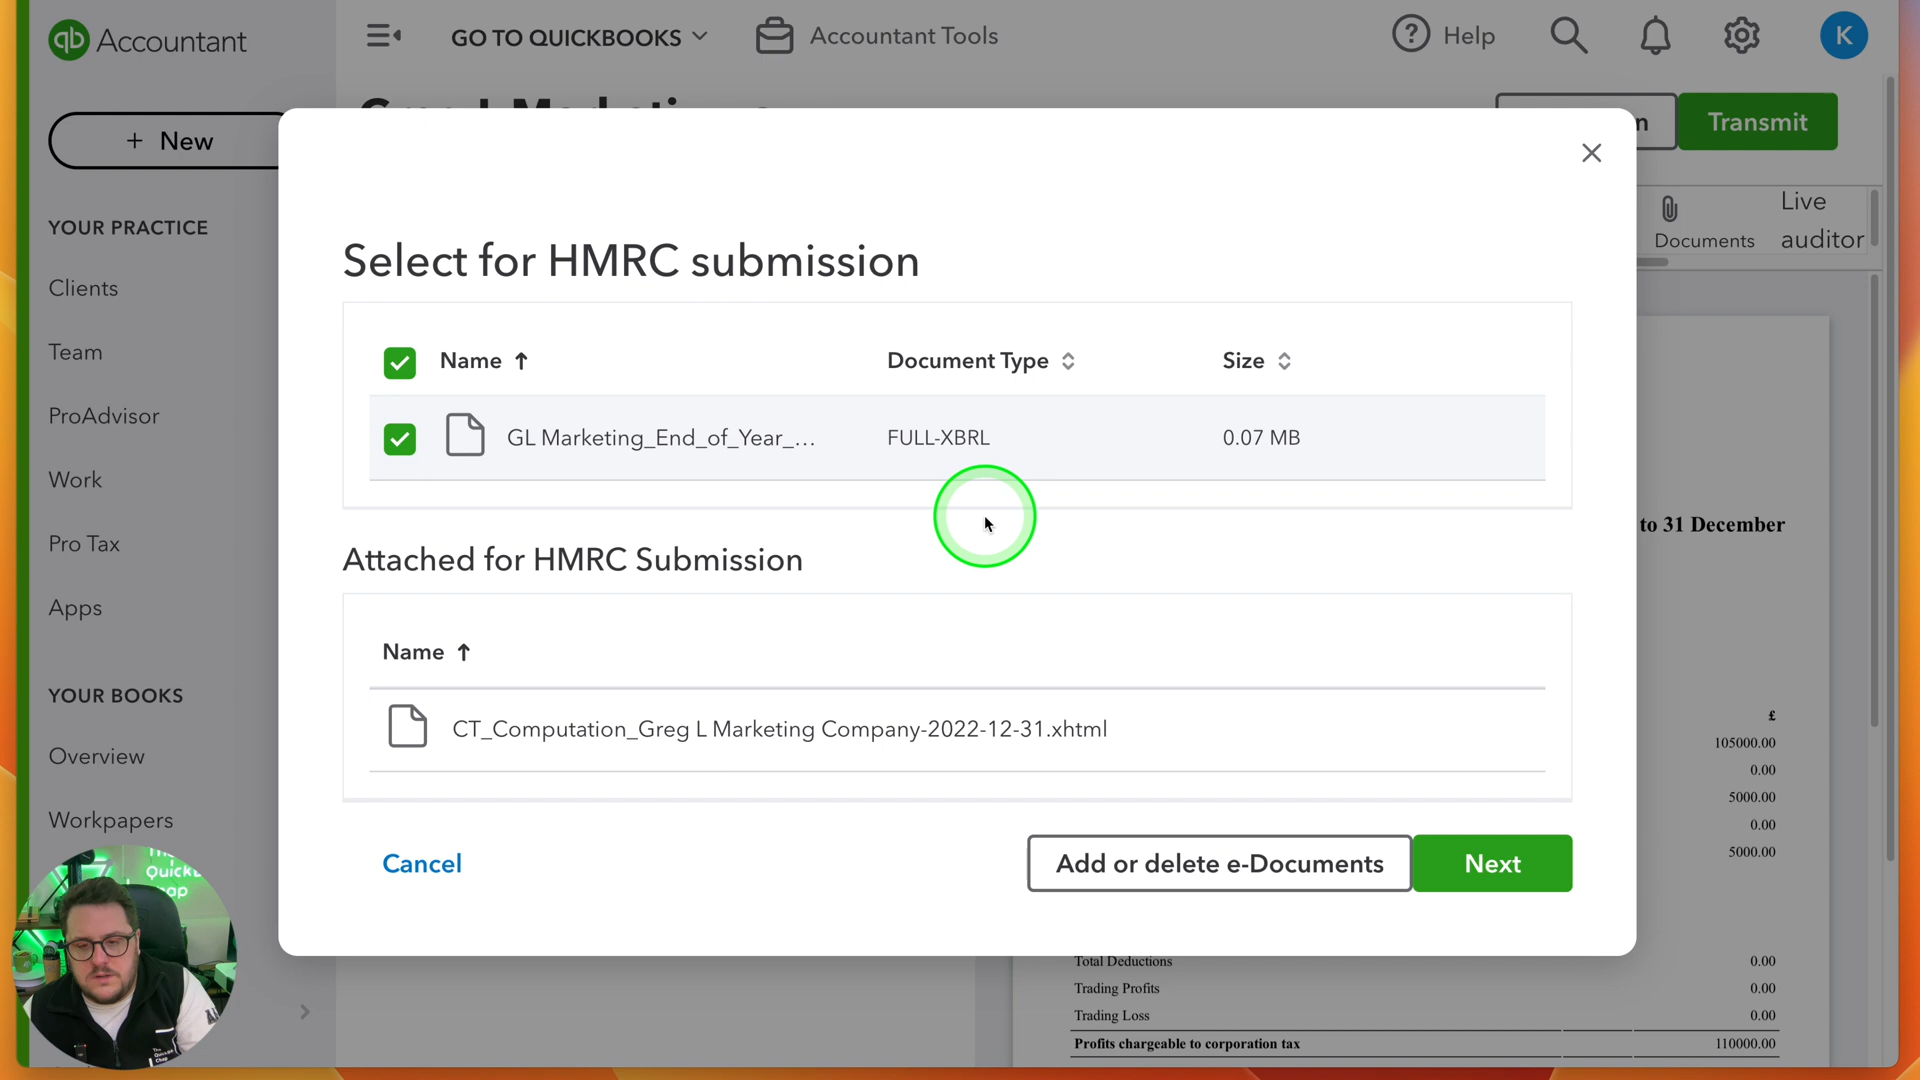 qb Accountant
GO TO QUICKBOOKS
Accountant Tools
Help
K
+ New
n
Transmit
YOUR PRACTICE
Clients
Team
ProAdvisor
Work
Pro Tax
Apps
YOUR BOOKS
Overview
Workpapers
Documents
Live
auditor
Select for HMRC submission
Name ↑
Document Type
Size
GL Marketing_End_of_Year_...
FULL-XBRL
0.07 MB
Attached for HMRC Submission
Name ↑
CT_Computation_Greg L Marketing Company-2022-12-31.xhtml
Cancel
Add or delete e-Documents
Next
to 31 December
£
105000.00
0.00
5000.00
0.00
5000.00
Total Deductions 0.00
Trading Profits 0.00
Trading Loss 0.00
Profits chargeable to corporation tax 110000.00